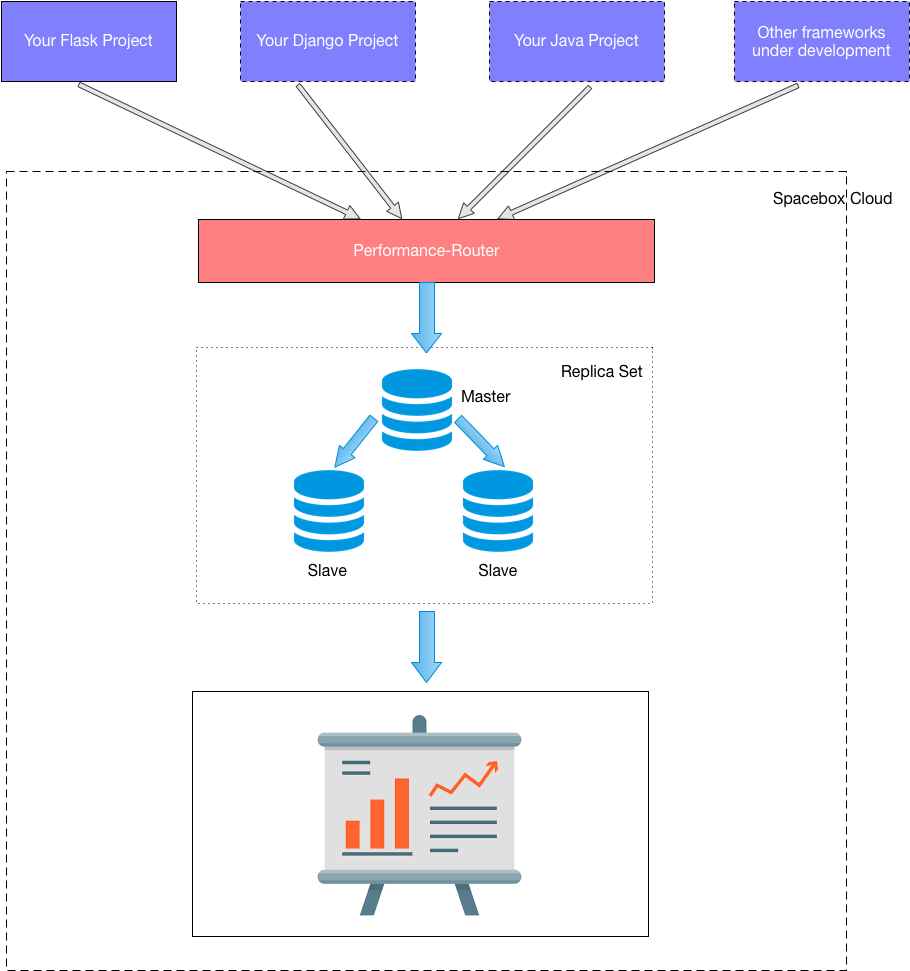 Your Flask Project
Your Django Project
Your Java Project
Other frameworks
under development
Spacebox Cloud
Performance-Router
Replica Set
Master
Slave
Slave